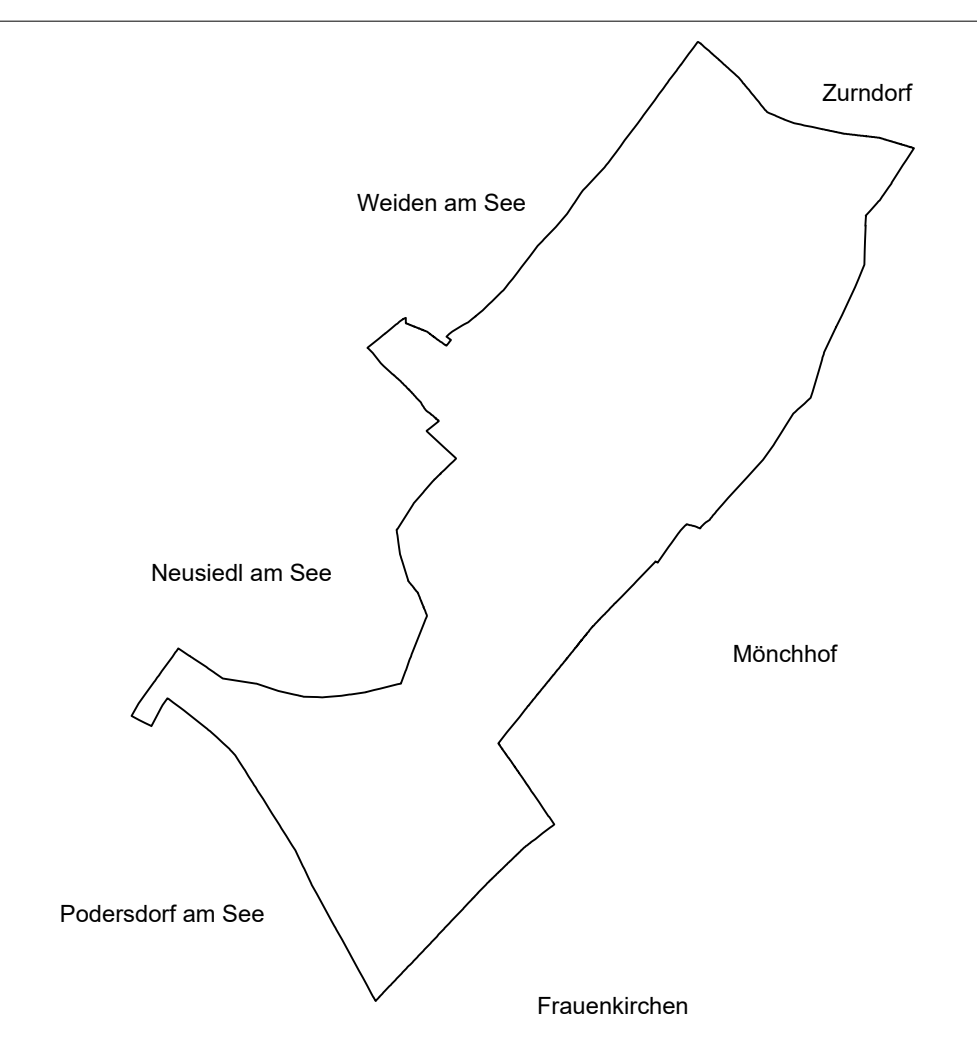 Zurndorf
Weiden am See
Neusiedl am See
Mönchhof
Podersdorf am See
Frauenkirchen